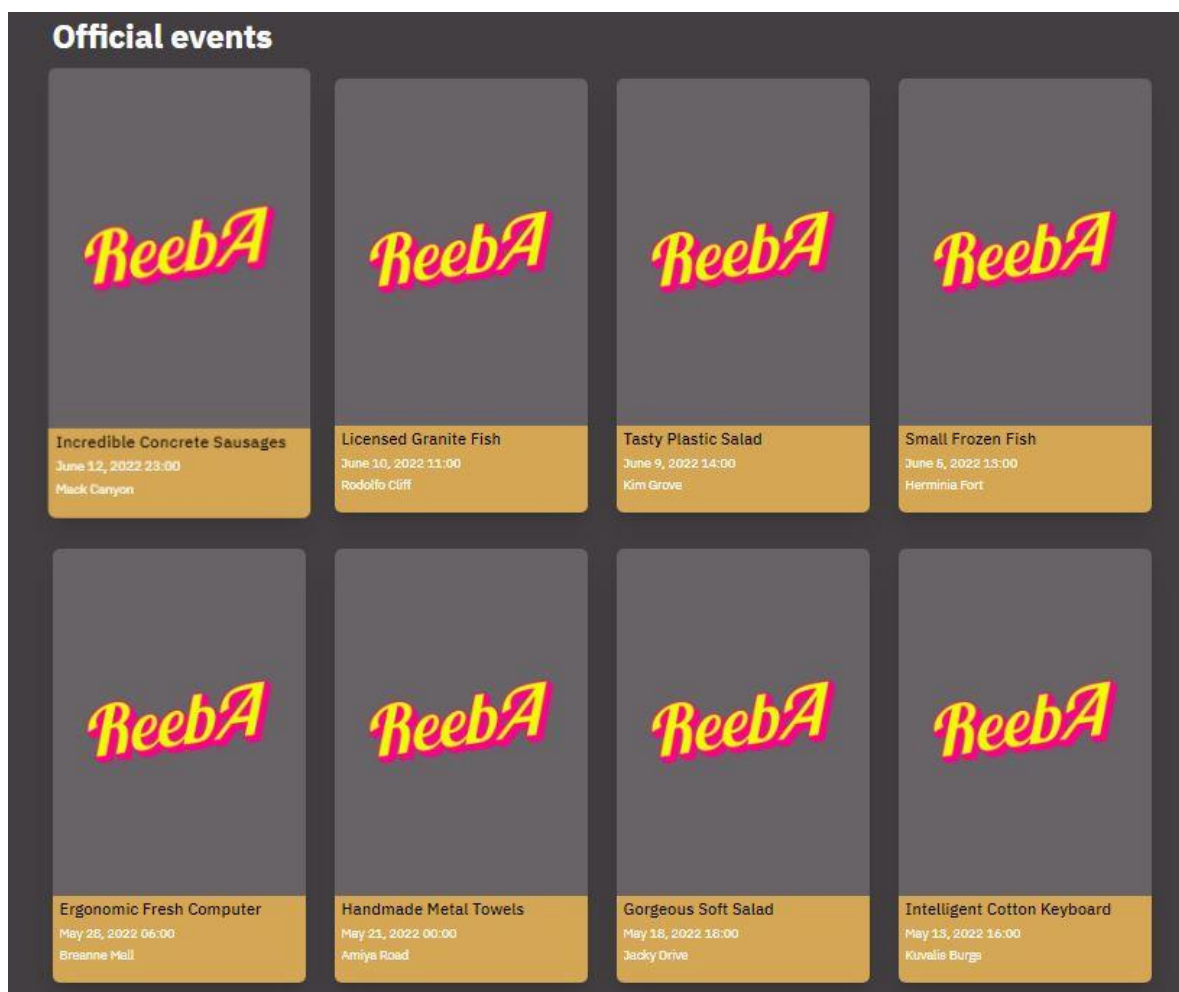 Official events
ReebA
ReebA
ReebA
ReebA
Incredible Concrete Sausages
June 12, 2022 23:00
Mack Canyon
Licensed Granite Fish
June 10, 2022 11:00
Rodolfo Cliff
Tasty Plastic Salad
June 9, 2022 14:00
Kim Grove
Small Frozen Fish
June 5, 2022 13:00
Herminia Fort
ReebA
ReebA
ReebA
ReebA
Ergonomic Fresh Computer
May 28, 2022 06:00
Breanne Mall
Handmade Metal Towels
May 21, 2022 00:00
Amiya Road
Gorgeous Soft Salad
May 18, 2022 18:00
Jacky Drive
Intelligent Cotton Keyboard
May 13, 2022 16:00
Kuvalis Burgs